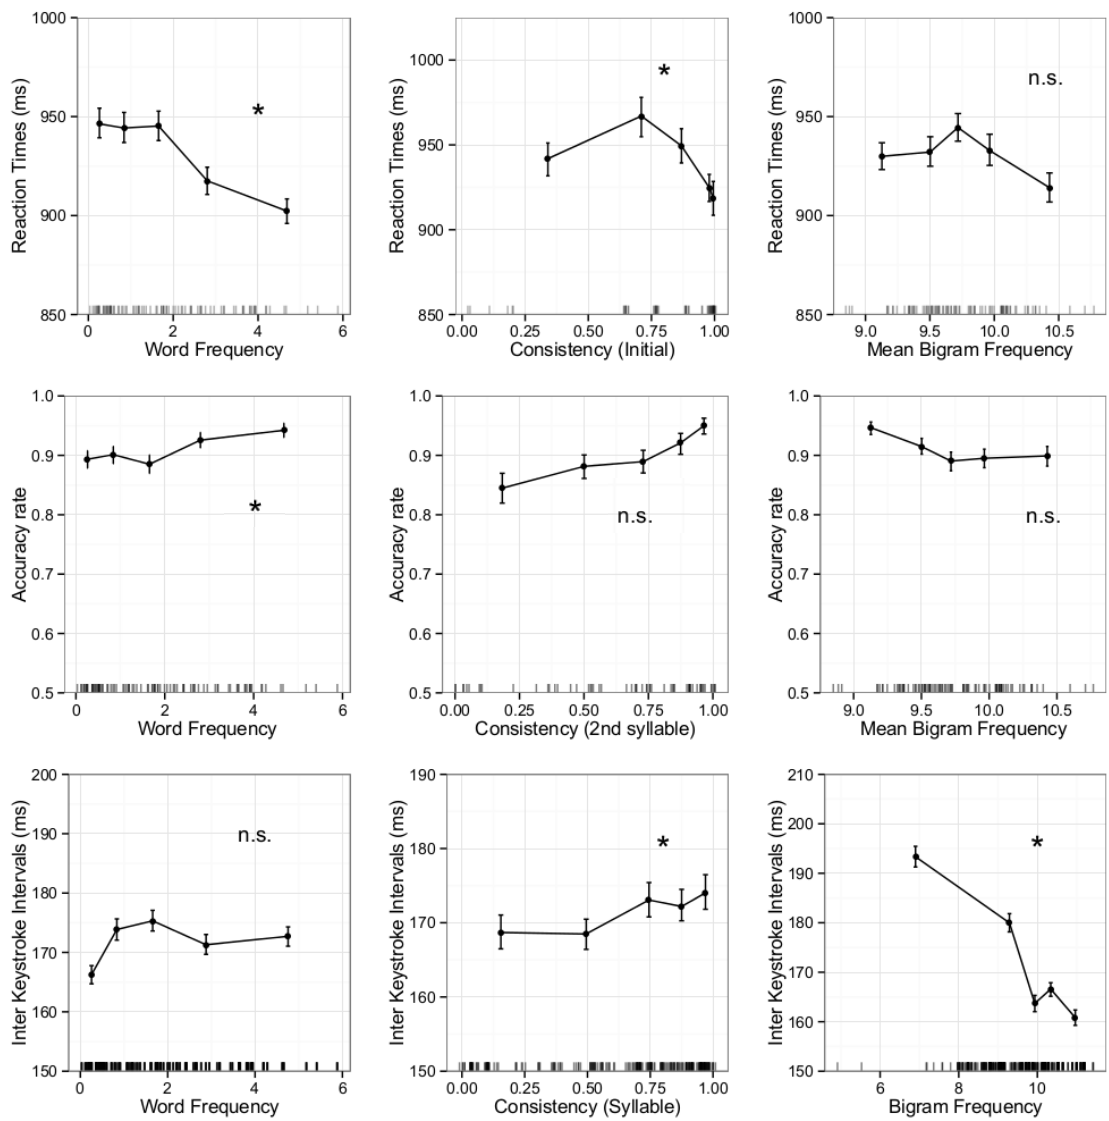 1000
950
900
850
Reaction Times (ms)
*
0 2 4 6
Word Frequency
1000
950
900
850
Reaction Times (ms)
*
0.00 0.25 0.50 0.75 1.00
Consistency (Initial)
1000
950
900
850
Reaction Times (ms)
n.s.
9.0 9.5 10.0 10.5
Mean Bigram Frequency
1.0
0.9
0.8
0.7
0.6
0.5
Accuracy rate
*
0 2 4 6
Word Frequency
1.0
0.9
0.8
0.7
0.6
0.5
Accuracy rate
n.s.
0.00 0.25 0.50 0.75 1.00
Consistency (2nd syllable)
1.0
0.9
0.8
0.7
0.6
0.5
Accuracy rate
n.s.
9.0 9.5 10.0 10.5
Mean Bigram Frequency
200
190
180
170
160
150
Inter Keystroke Intervals (ms)
n.s.
0 2 4 6
Word Frequency
190
180
170
160
150
Inter Keystroke Intervals (ms)
*
0.00 0.25 0.50 0.75 1.00
Consistency (Syllable)
210
200
190
180
170
160
150
Inter Keystroke Intervals (ms)
*
6 8 10
Bigram Frequency